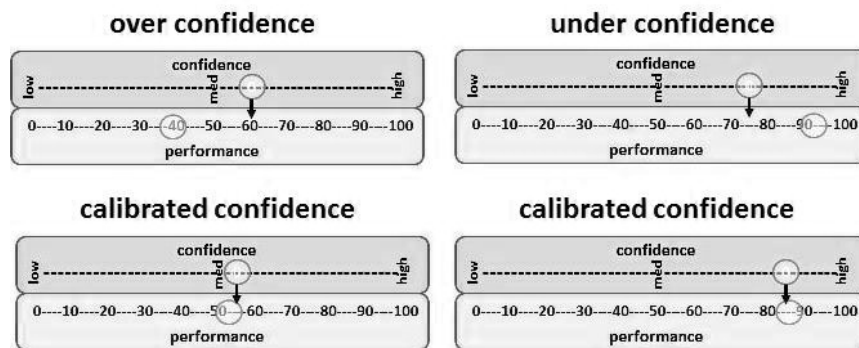 over confidence
confidence
low
med
high
0---10---20---30---40---50---60---70---80---90---100
performance
under confidence
confidence
low
med
high
0---10---20---30---40---50---60---70---80---90---100
performance
calibrated confidence
confidence
low
med
high
0---10---20---30---40---50---60---70---80---90---100
performance
calibrated confidence
confidence
low
med
high
0---10---20---30---40---50---60---70---80---90---100
performance